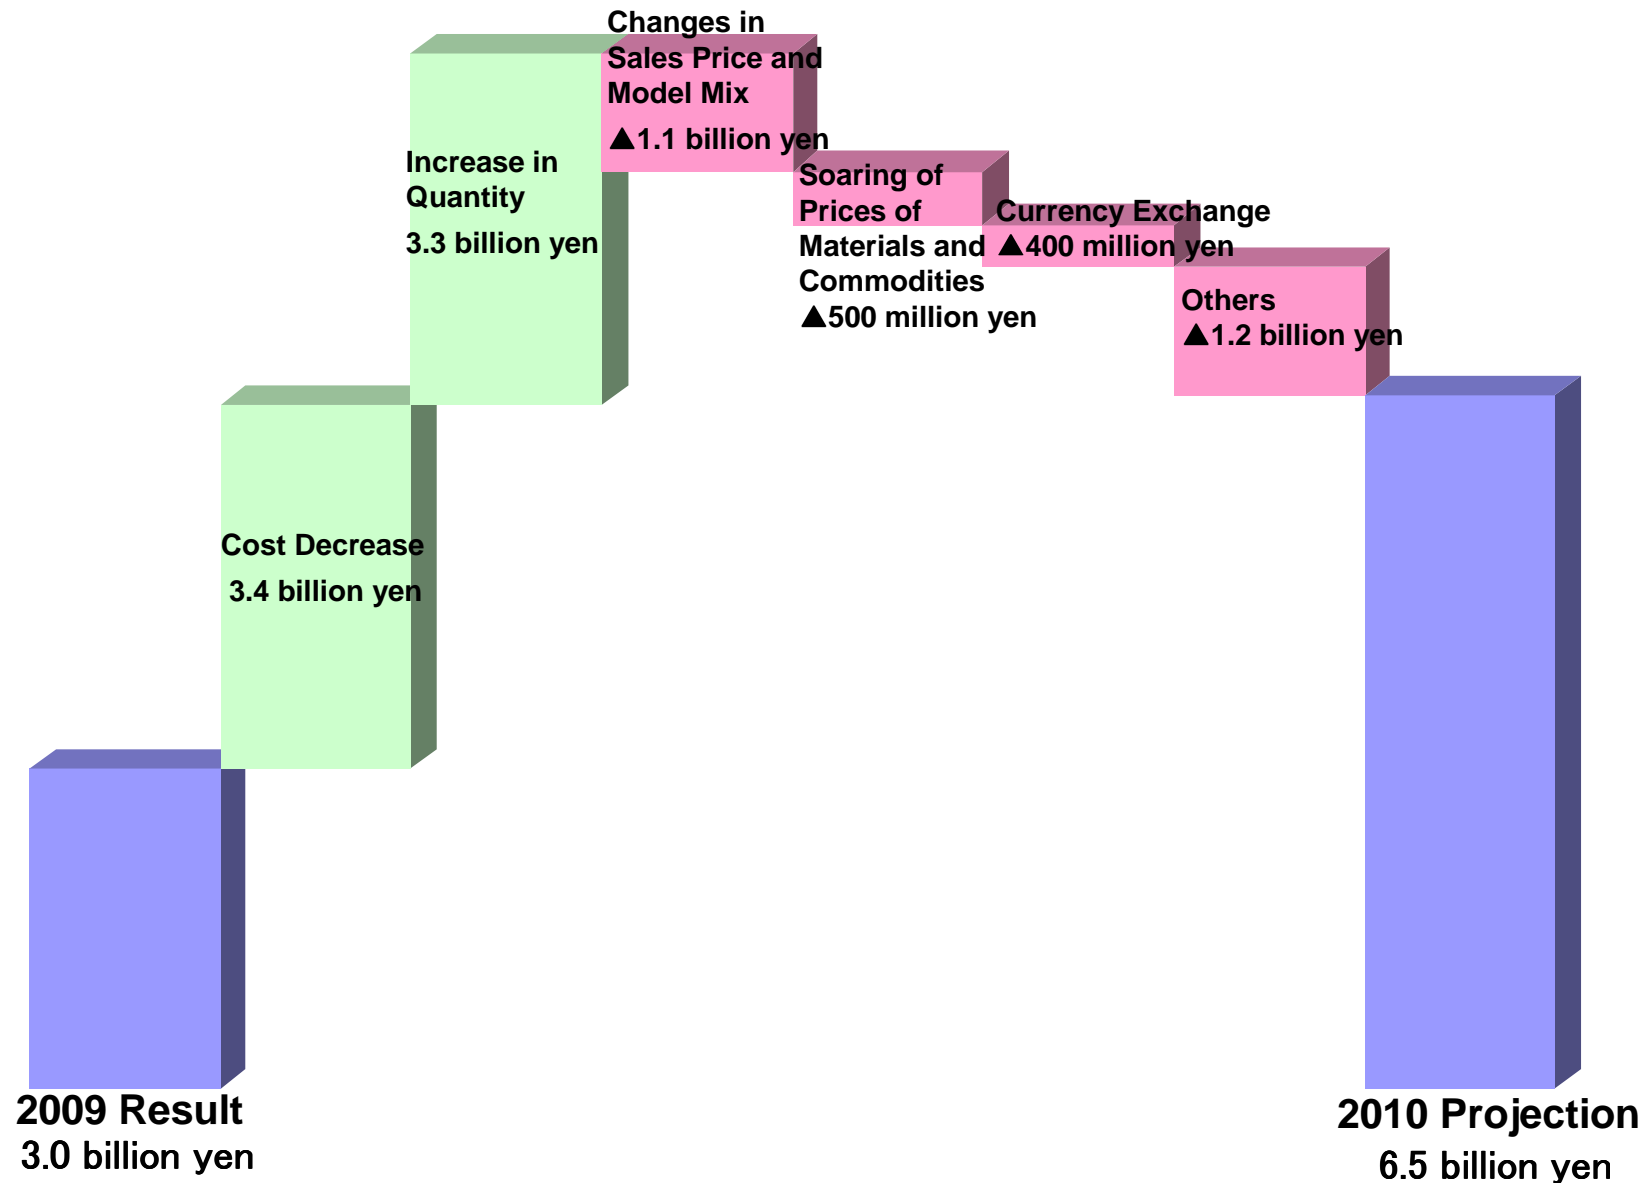 Changes in
Sales Price and
Model Mix
▲1.1 billion yen
Increase in
Quantity
3.3 billion yen
Soaring of
Prices of
Materials and
Commodities
▲500 million yen
Currency Exchange
▲400 million yen
Others
▲1.2 billion yen
Cost Decrease
3.4 billion yen
2009 Result
3.0 billion yen
2010 Projection
6.5 billion yen